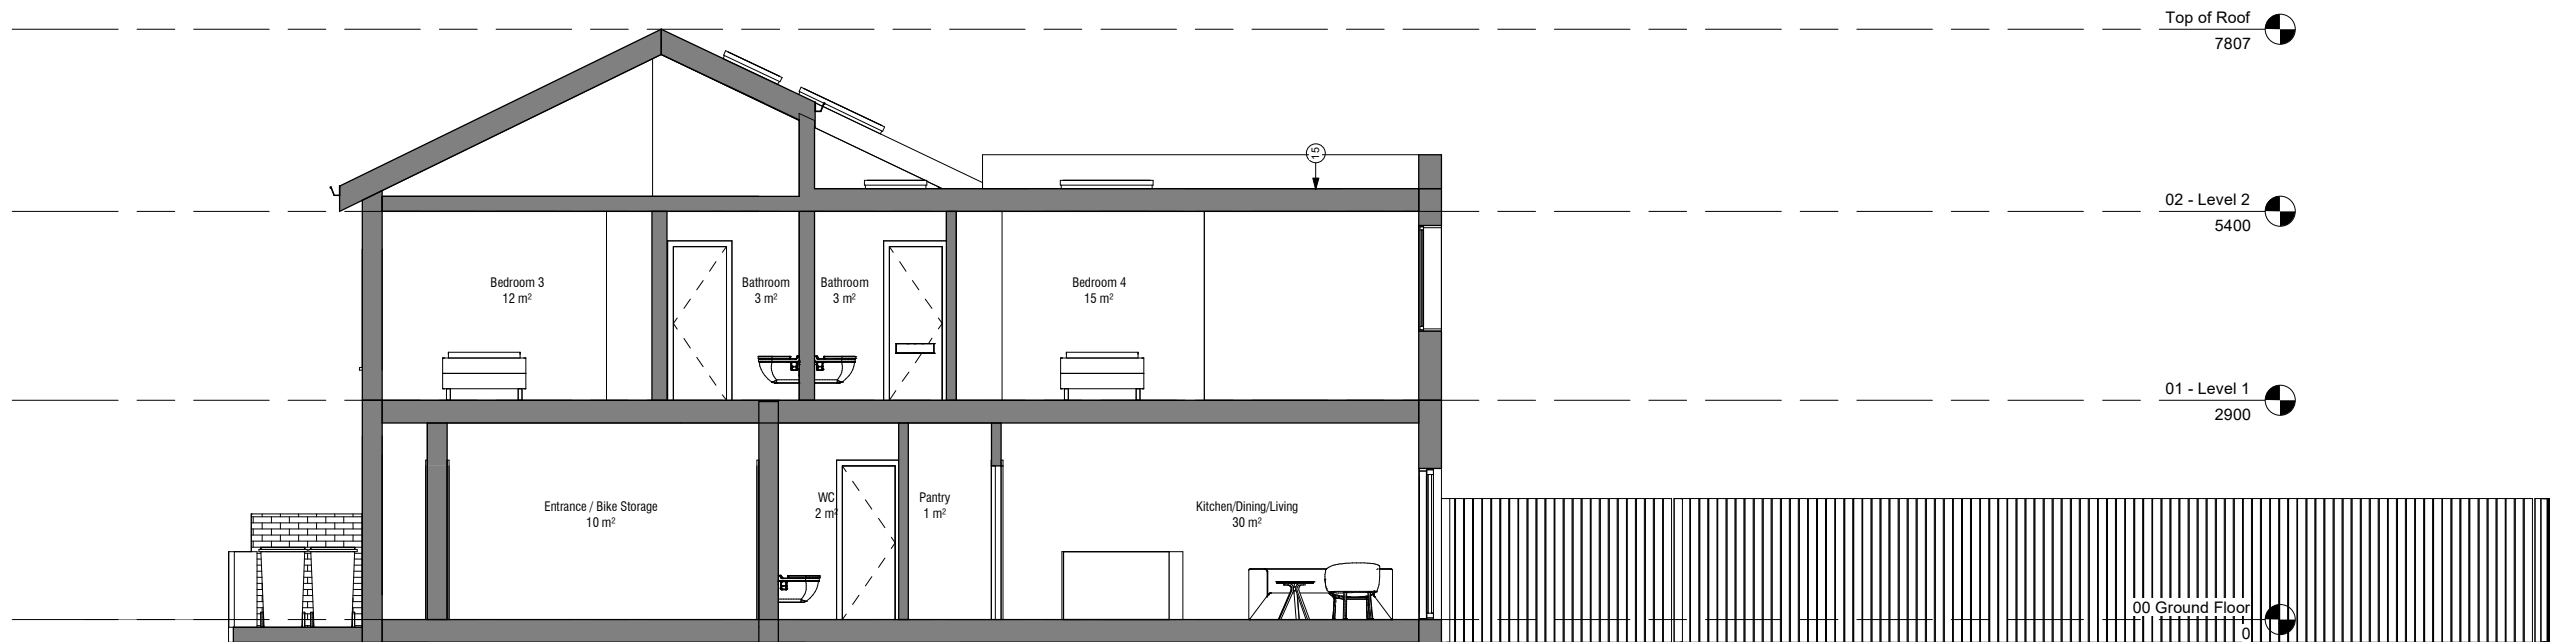 Top of Roof
7807
15
02 - Level 2
5400
Bedroom 3
12 m²
Bathroom
3 m²
Bathroom
3 m²
Bedroom 4
15 m²
01 - Level 1
2900
Entrance / Bike Storage
10 m²
WC
2 m²
Pantry
1 m²
Kitchen/Dining/Living
30 m²
00 Ground Floor
0